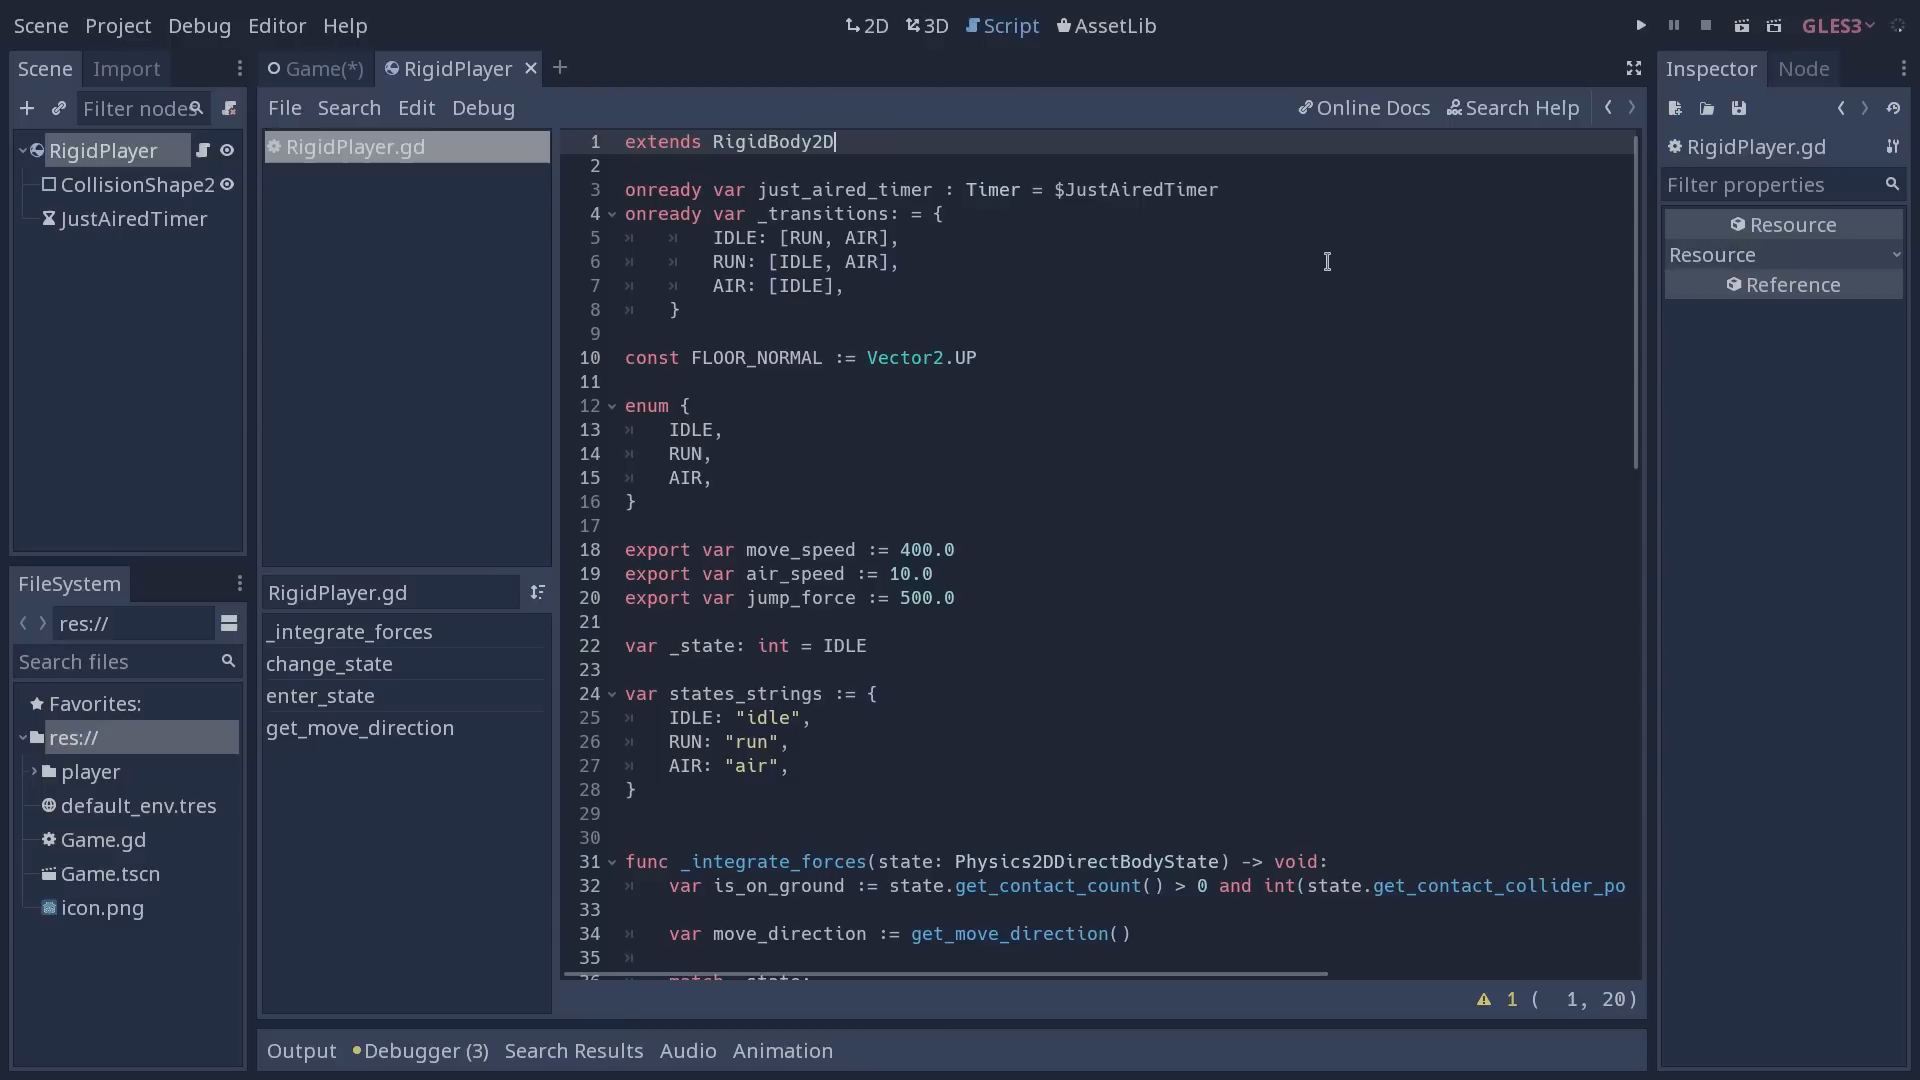 Scene Project Debug Editor Help 2D 3D Script AssetLib GLES3
Scene Import
Filter nodes
RigidPlayer
CollisionShape2
JustAiredTimer
FileSystem
res://
Search files
Favorites:
res://
player
default_env.tres
Game.gd
Game.tscn
icon.png
Game(*) RigidPlayer
File Search Edit Debug Online Docs Search Help
RigidPlayer.gd
RigidPlayer.gd
_integrate_forces
change_state
enter_state
get_move_direction
1 extends RigidBody2D
2
3 onready var just_aired_timer : Timer = $JustAiredTimer
4 onready var _transitions: = {
5 IDLE: [RUN, AIR],
6 RUN: [IDLE, AIR],
7 AIR: [IDLE],
8 }
9
10 const FLOOR_NORMAL := Vector2.UP
11
12 enum {
13 IDLE,
14 RUN,
15 AIR,
16 }
17
18 export var move_speed := 400.0
19 export var air_speed := 10.0
20 export var jump_force := 500.0
21
22 var _state: int = IDLE
23
24 var states_strings := {
25 IDLE: "idle",
26 RUN: "run",
27 AIR: "air",
28 }
29
30
31 func _integrate_forces(state: Physics2DDirectBodyState) -> void:
32 var is_on_ground := state.get_contact_count() > 0 and int(state.get_contact_collider_po
33
34 var move_direction := get_move_direction()
35
1 ( 1, 20)
Output Debugger (3) Search Results Audio Animation
Inspector Node
RigidPlayer.gd
Filter properties
Resource
Resource
Reference